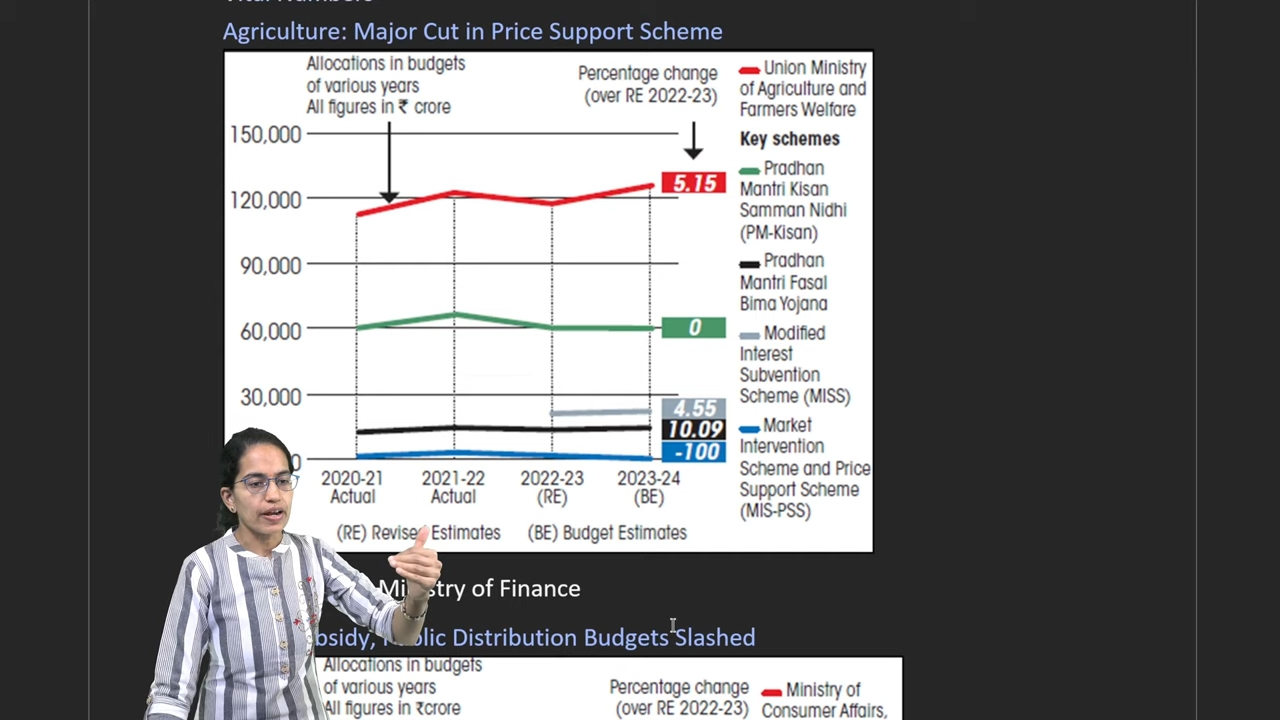 Vital Numbers
Agriculture: Major Cut in Price Support Scheme
Allocations in budgets
of various years
All figures in ₹ crore
Percentage change
(over RE 2022-23)
150,000
120,000
90,000
60,000
30,000
0
5.15
0
4.55
10.09
-100
2020-21
Actual
2021-22
Actual
2022-23
(RE)
2023-24
(BE)
(RE) Revised Estimates
(BE) Budget Estimates
Union Ministry
of Agriculture and
Farmers Welfare
Key schemes
Pradhan
Mantri Kisan
Samman Nidhi
(PM-Kisan)
Pradhan
Mantri Fasal
Bima Yojana
Modified
Interest
Subvention
Scheme (MISS)
Market
Intervention
Scheme and Price
Support Scheme
(MIS-PSS)
Ministry of Finance
Public Distribution Budgets Slashed
Allocations in budgets
of various years
All figures in ₹crore
Percentage change
(over RE 2022-23)
Ministry of
Consumer Affairs,